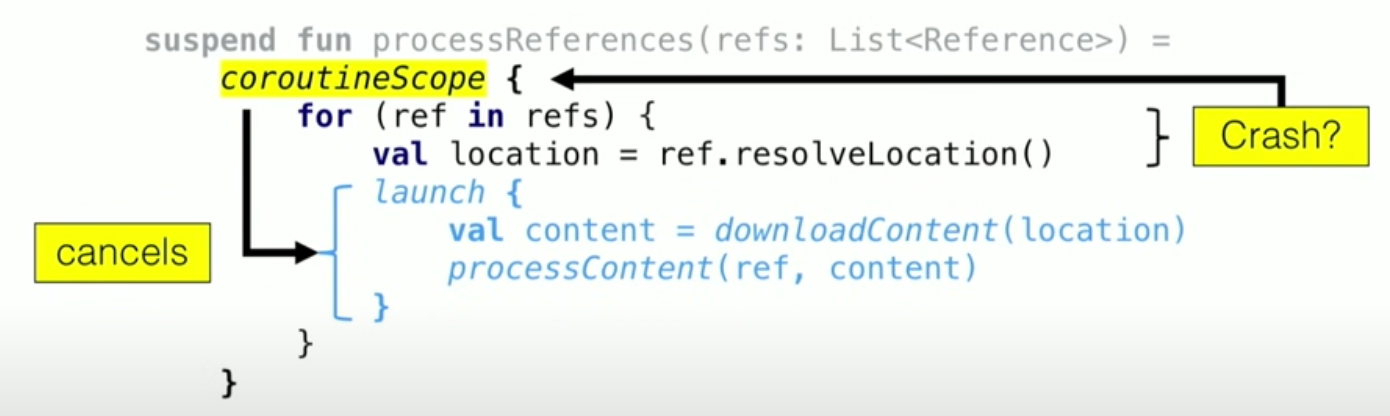 suspend fun processReferences(refs: List<Reference>) =
coroutineScope {
for (ref in refs) {
val location = ref.resolveLocation()
Crash?
launch {
val content = downloadContent(location)
cancels
processContent(ref, content)
}
}
}